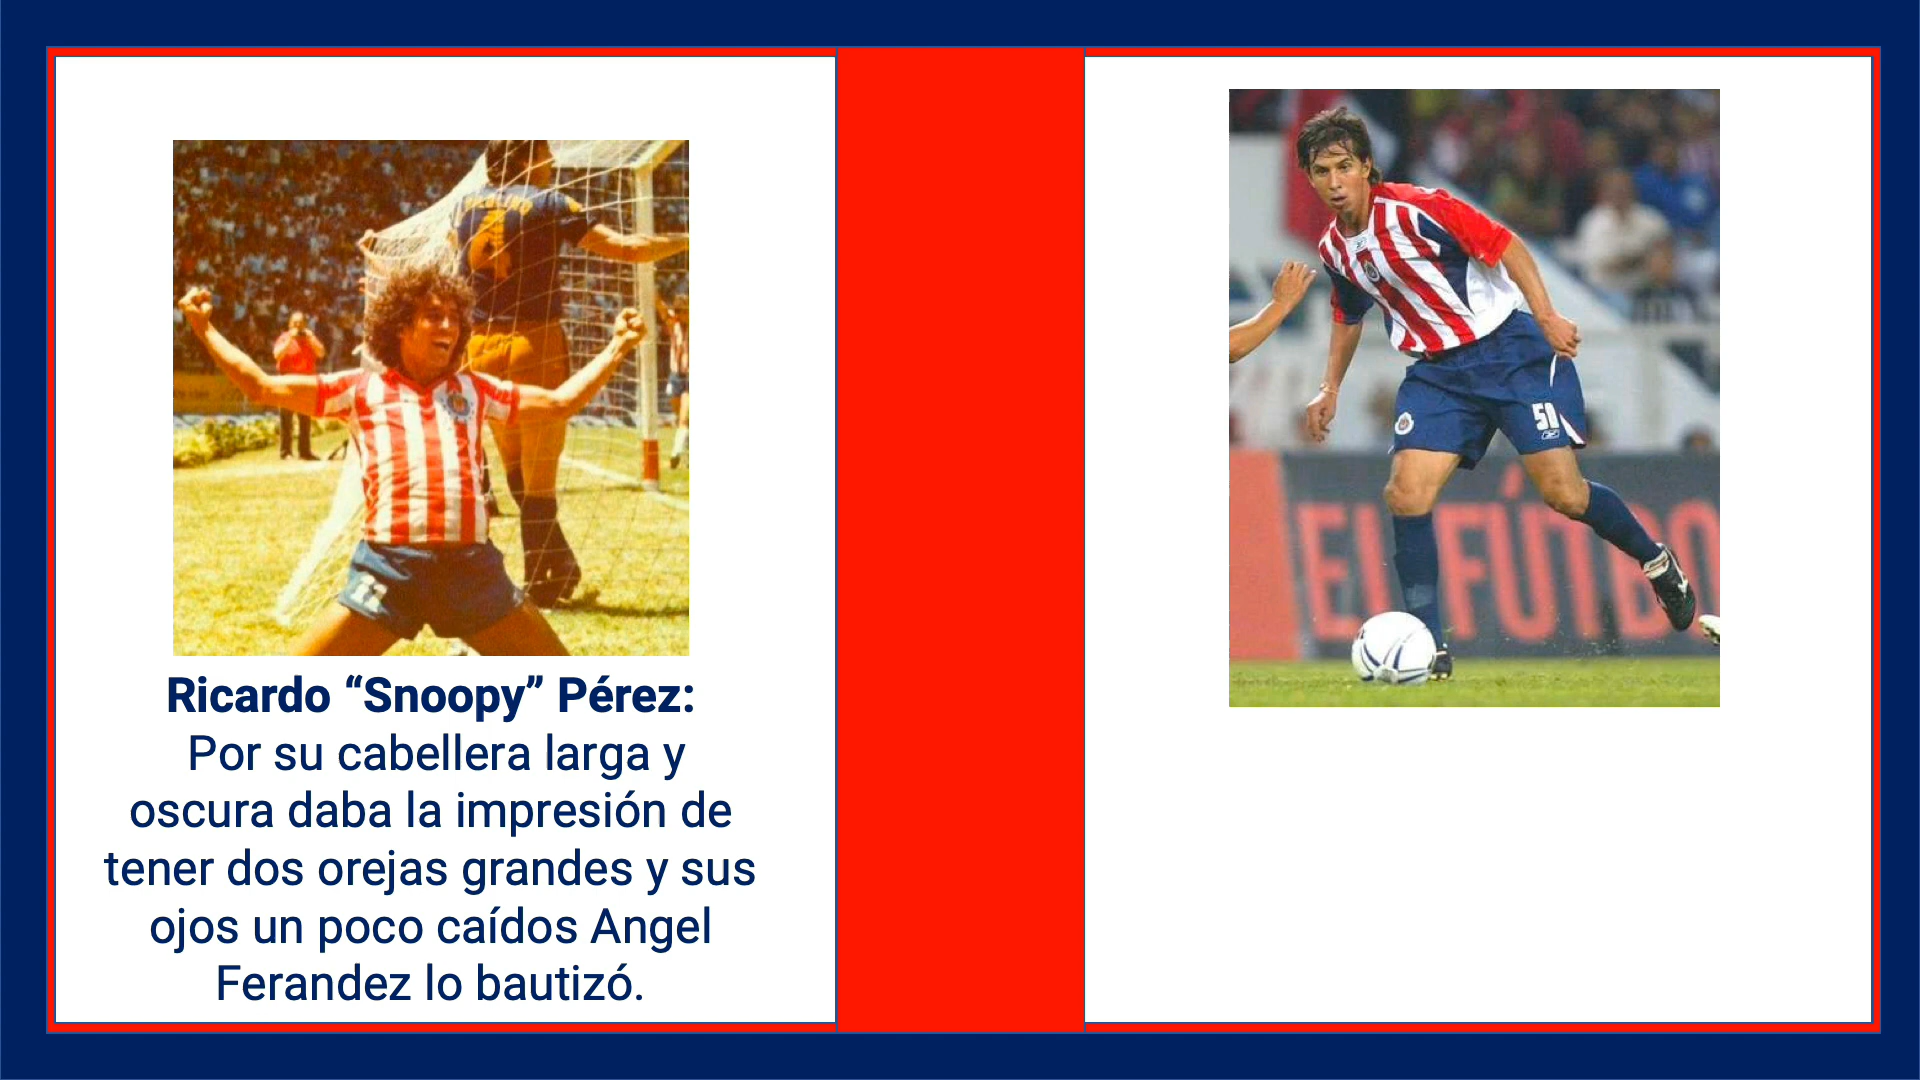 Ricardo “Snoopy” Pérez:
Por su cabellera larga y
oscura daba la impresión de
tener dos orejas grandes y sus
ojos un poco caídos Angel
Ferandez lo bautizó.
50
EL FÚTBO